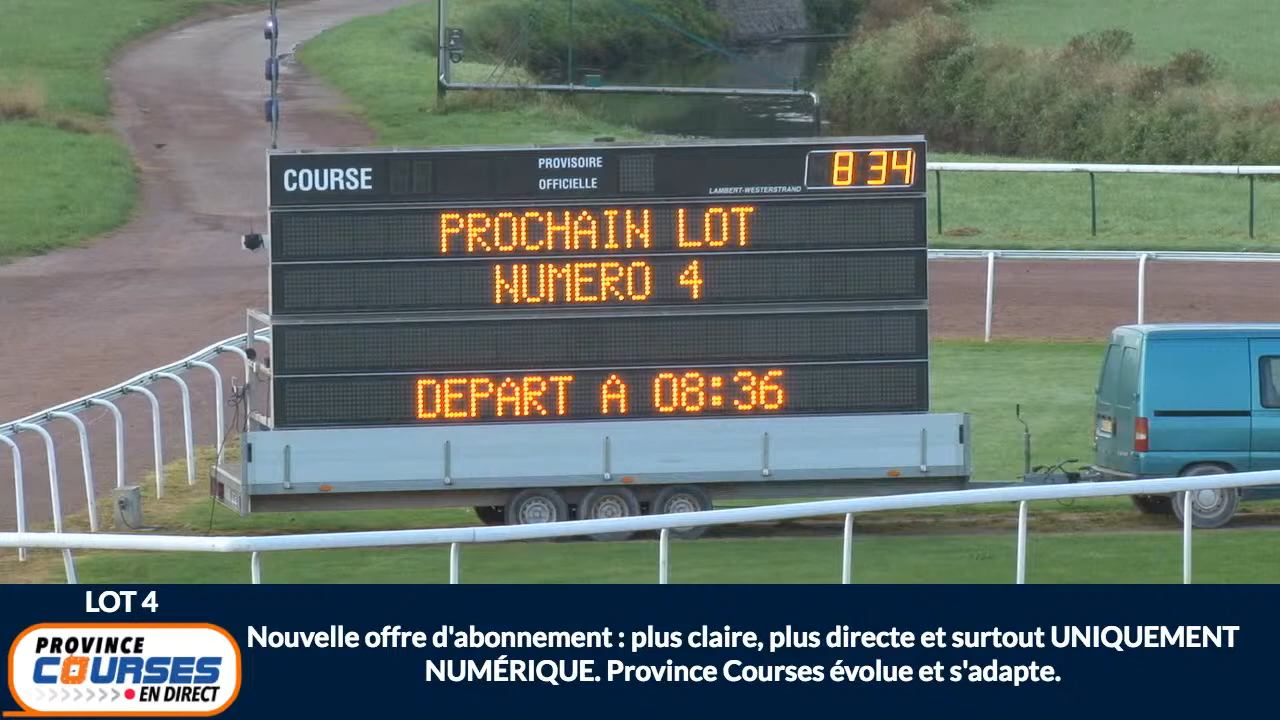 COURSE
PROVISOIRE
OFFICIELLE
LAMBERT-WESTERSTRAND
8 34
PROCHAIN LOT
NUMERO 4
DEPART A 08:36
LOT 4
PROVINCE
COURSES
EN DIRECT
Nouvelle offre d'abonnement : plus claire, plus directe et surtout UNIQUEMENT
NUMÉRIQUE. Province Courses évolue et s'adapte.